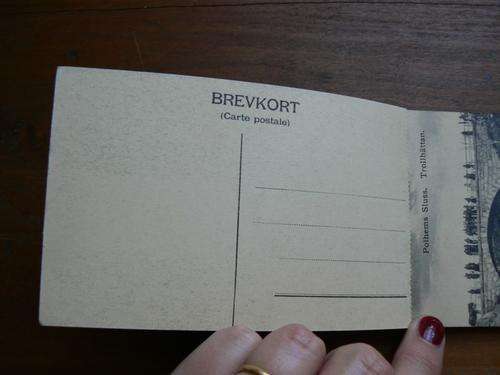 BREVKORT
(Carte postale)
Polhems Sluss. Trollhättan.